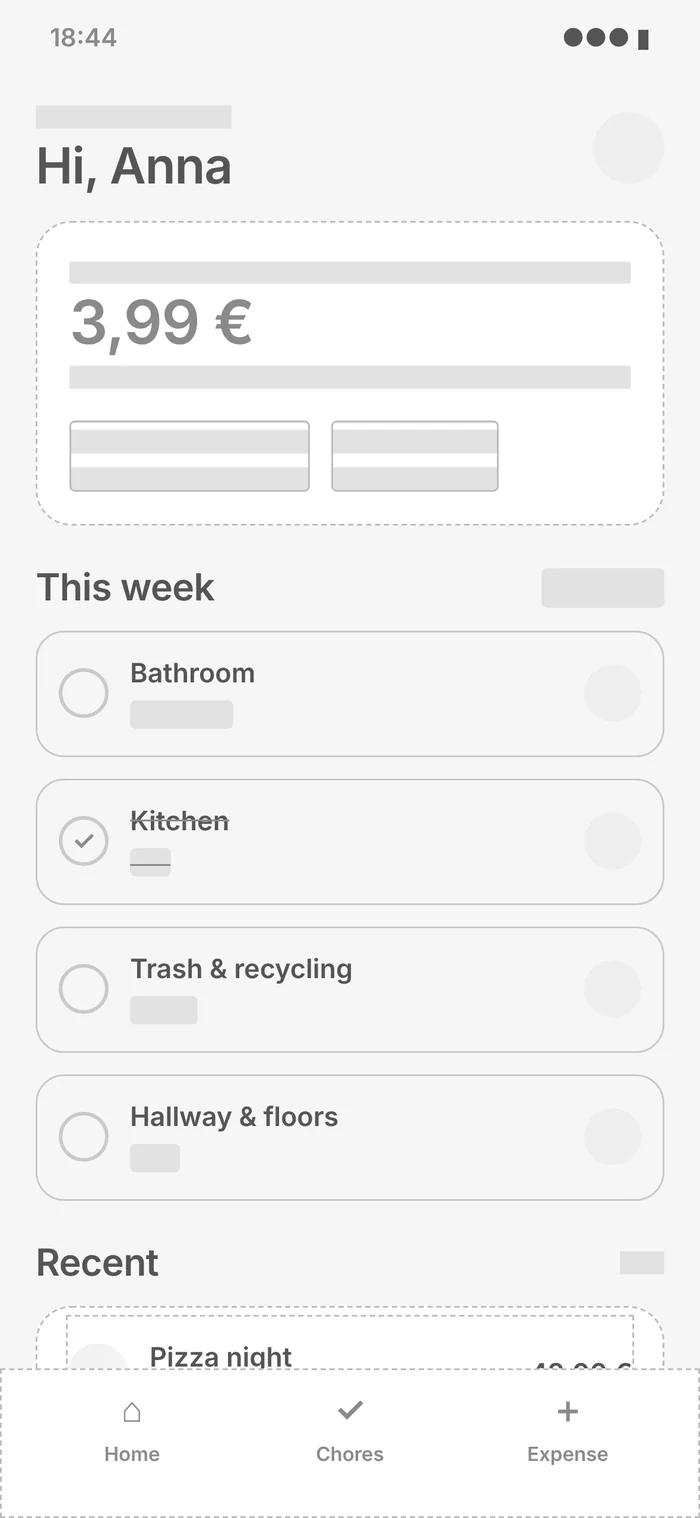 18:44
Hi, Anna
3,99 €
This week
Bathroom
Kitchen
Trash & recycling
Hallway & floors
Recent
Pizza night
Home
Chores
Expense